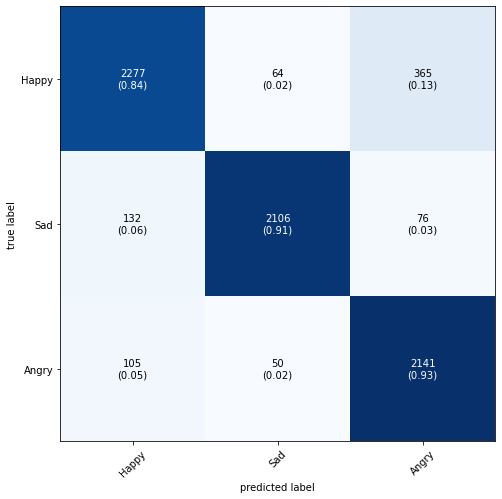 Happy
2277
(0.84)
64
(0.02)
365
(0.13)
Sad
132
(0.06)
2106
(0.91)
76
(0.03)
Angry
105
(0.05)
50
(0.02)
2141
(0.93)
true label
Happy
Sad
Angry
predicted label